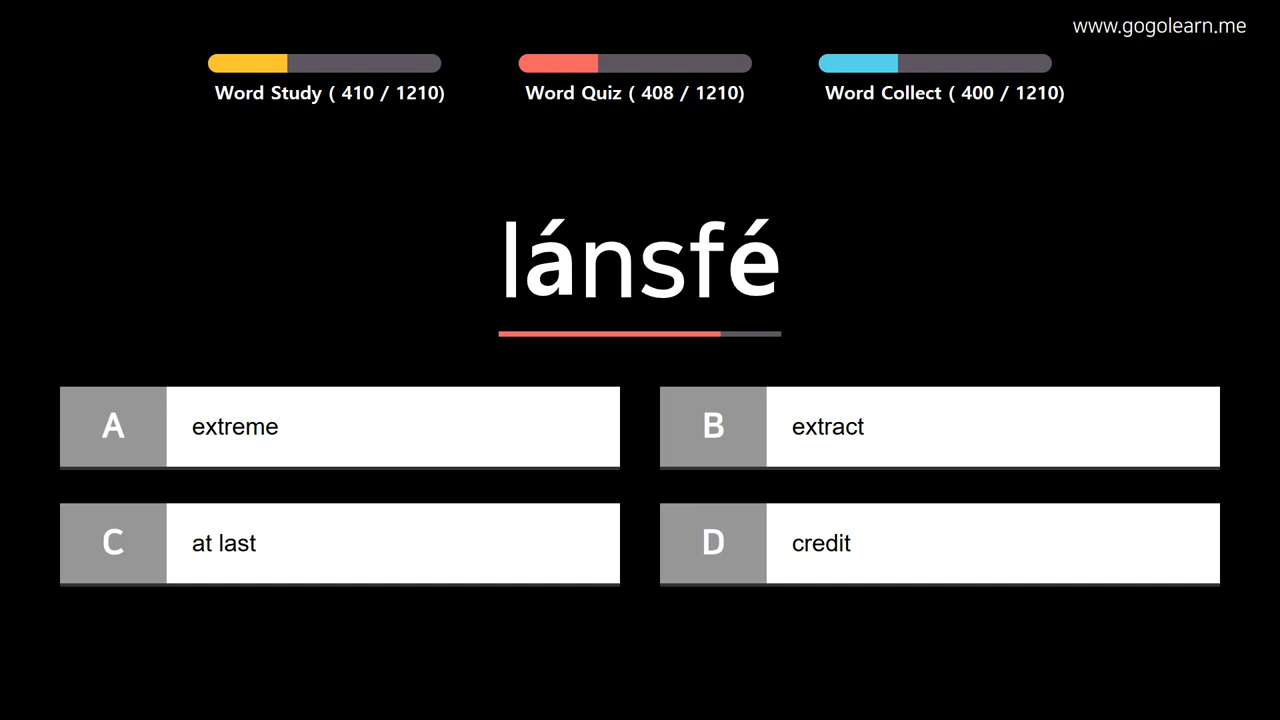 www.gogolearn.me
Word Study ( 410 / 1210)
Word Quiz ( 408 / 1210)
Word Collect ( 400 / 1210)
lánsfé
A extreme
B extract
C at last
D credit